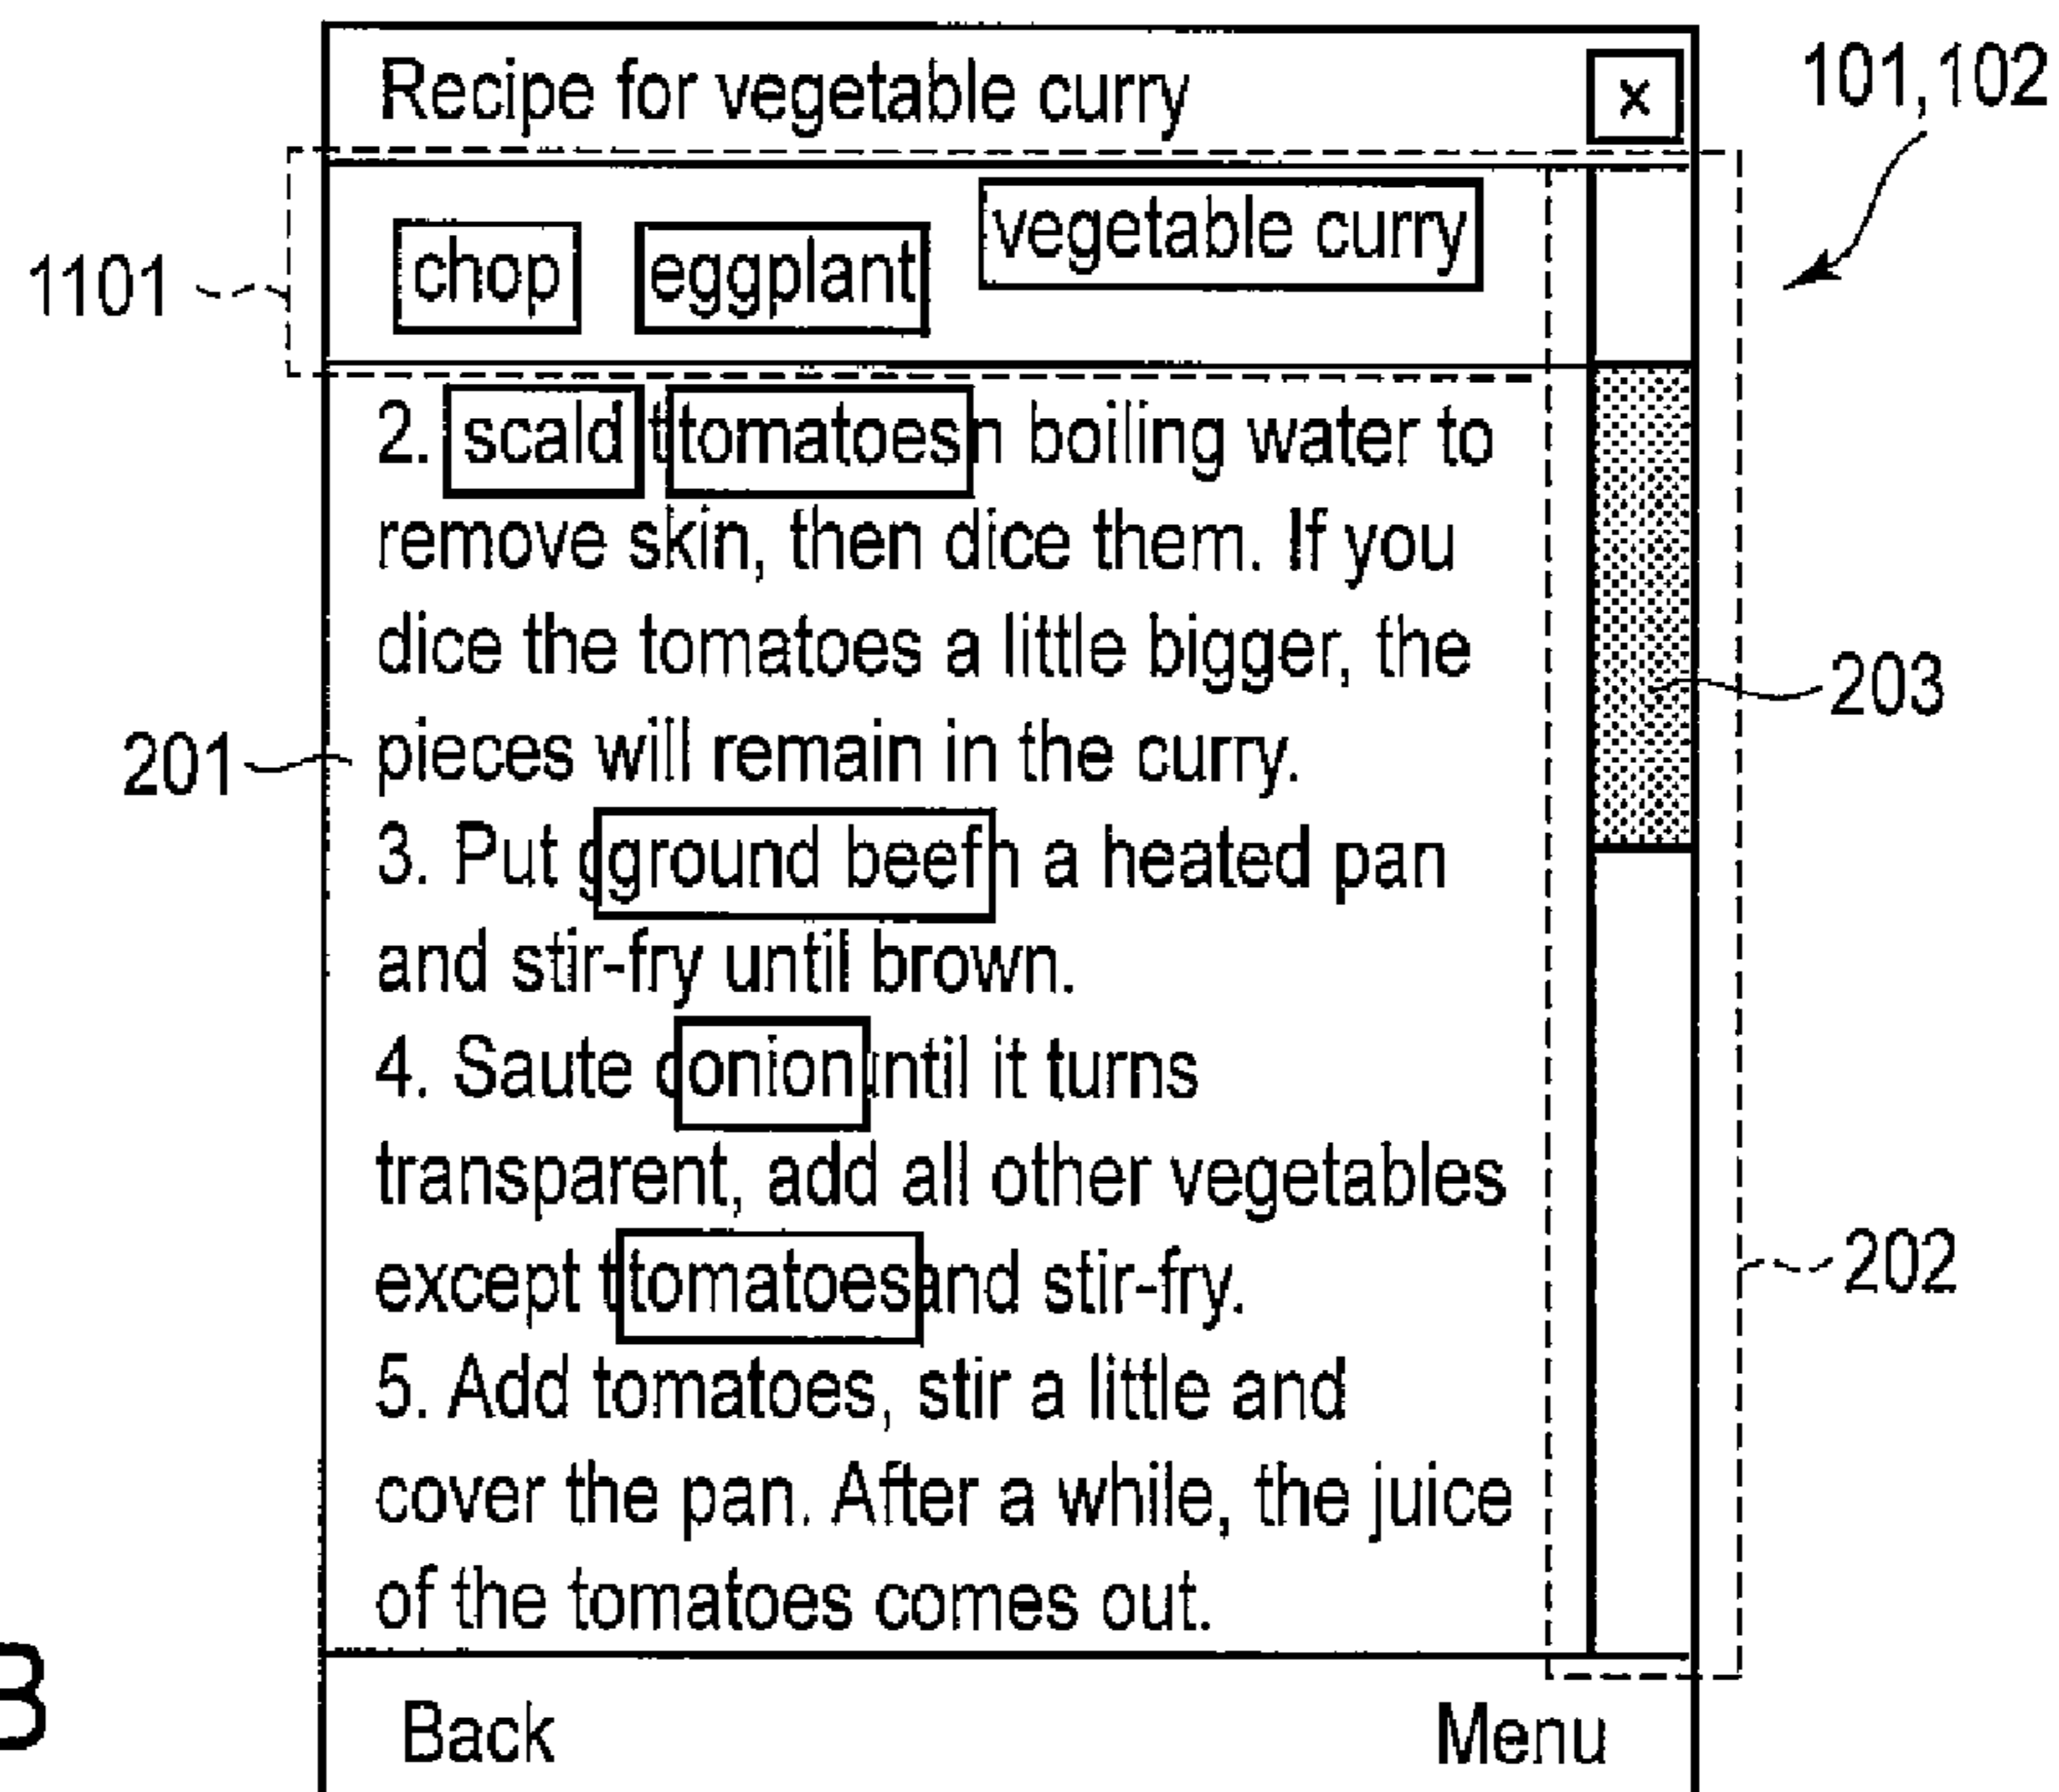 Recipe for vegetable curry x
101,102
chop eggplant vegetable curry
1101
2. scald t tomatoes n boiling water to
remove skin, then dice them. If you
dice the tomatoes a little bigger, the
203
pieces will remain in the curry.
201
3. Put g ground beef n a heated pan
and stir-fry until brown.
4. Saute o onion until it turns
transparent, add all other vegetables
except t tomatoes and stir-fry.
202
5. Add tomatoes, stir a little and
cover the pan. After a while, the juice
of the tomatoes comes out.
B
Back Menu